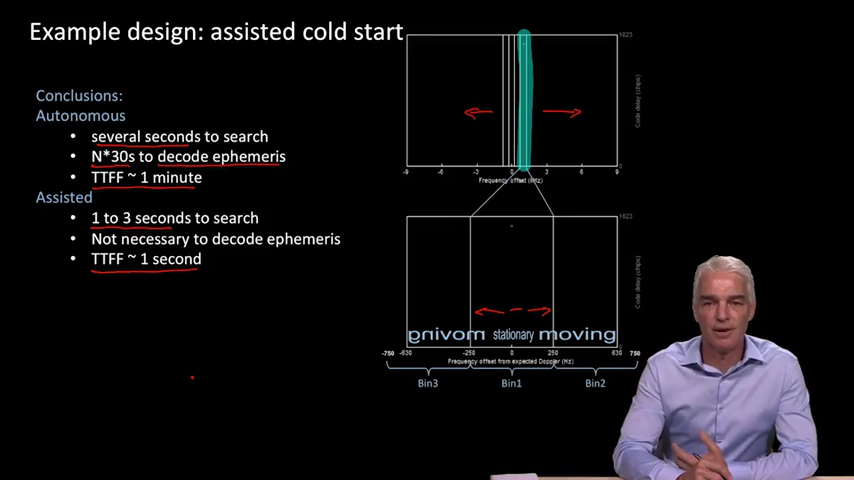 Example design: assisted cold start
Conclusions:
Autonomous
• several seconds to search
• N*30s to decode ephemeris
• TTFF ~ 1 minute
Assisted
• 1 to 3 seconds to search
• Not necessary to decode ephemeris
• TTFF ~ 1 second
1023
Code delay (chips)
0
-9 -6 -3 0 3 6 9
Frequency offset (kHz)
1023
Code delay (chips)
0
moving stationary moving
-750 -630 -250 0 250 630 750
Frequency offset from expected Doppler (Hz)
Bin3 Bin1 Bin2